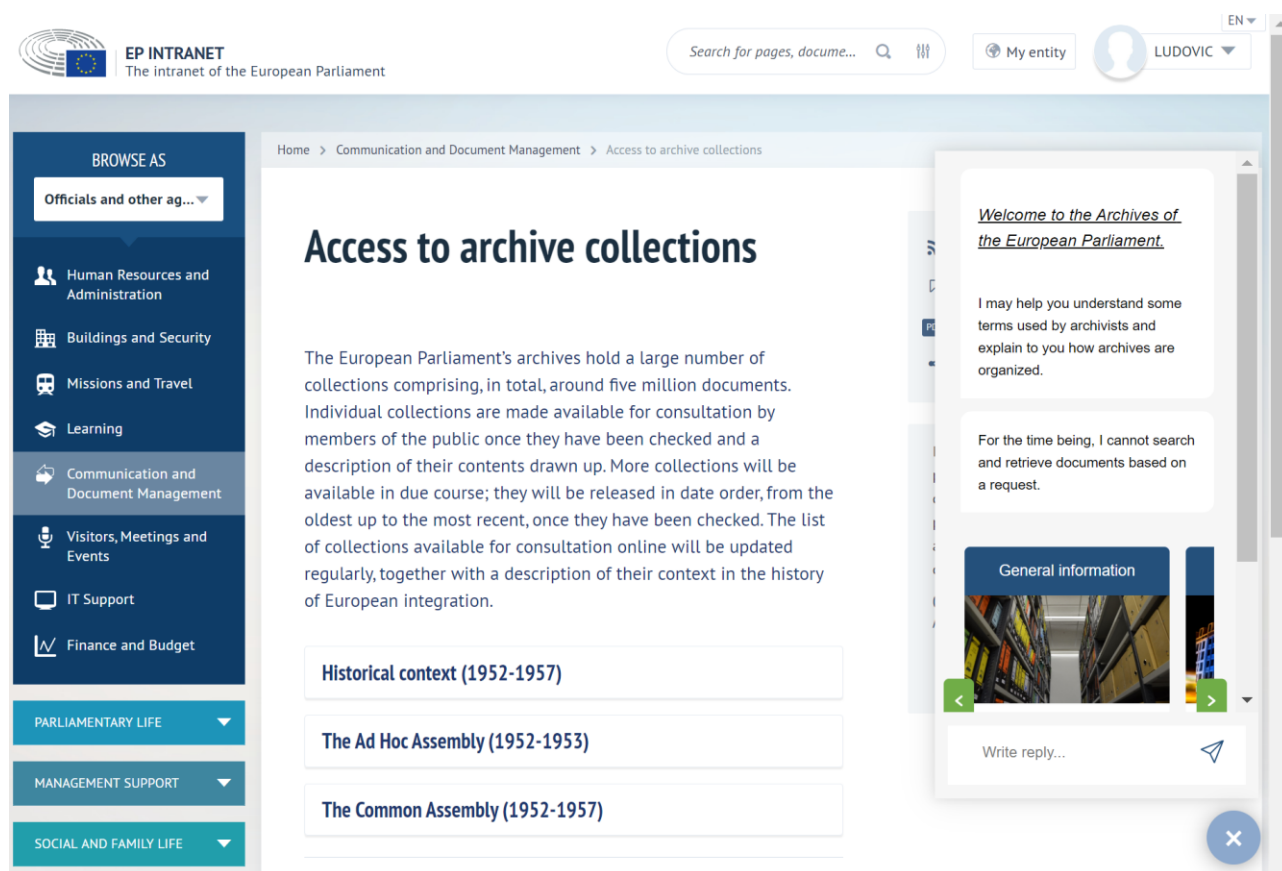 EN
EP INTRANET
The intranet of the European Parliament
Search for pages, docume...
My entity
LUDOVIC
BROWSE AS
Officials and other ag...
Human Resources and
Administration
Buildings and Security
Missions and Travel
Learning
Communication and
Document Management
Visitors, Meetings and
Events
IT Support
Finance and Budget
PARLIAMENTARY LIFE
MANAGEMENT SUPPORT
SOCIAL AND FAMILY LIFE
Home > Communication and Document Management > Access to archive collections
Access to archive collections
The European Parliament's archives hold a large number of
collections comprising, in total, around five million documents.
Individual collections are made available for consultation by
members of the public once they have been checked and a
description of their contents drawn up. More collections will be
available in due course; they will be released in date order, from the
oldest up to the most recent, once they have been checked. The list
of collections available for consultation online will be updated
regularly, together with a description of their context in the history
of European integration.
Historical context (1952-1957)
The Ad Hoc Assembly (1952-1953)
The Common Assembly (1952-1957)
Welcome to the Archives of
the European Parliament.
I may help you understand some
terms used by archivists and
explain to you how archives are
organized.
For the time being, I cannot search
and retrieve documents based on
a request.
General information
Write reply...